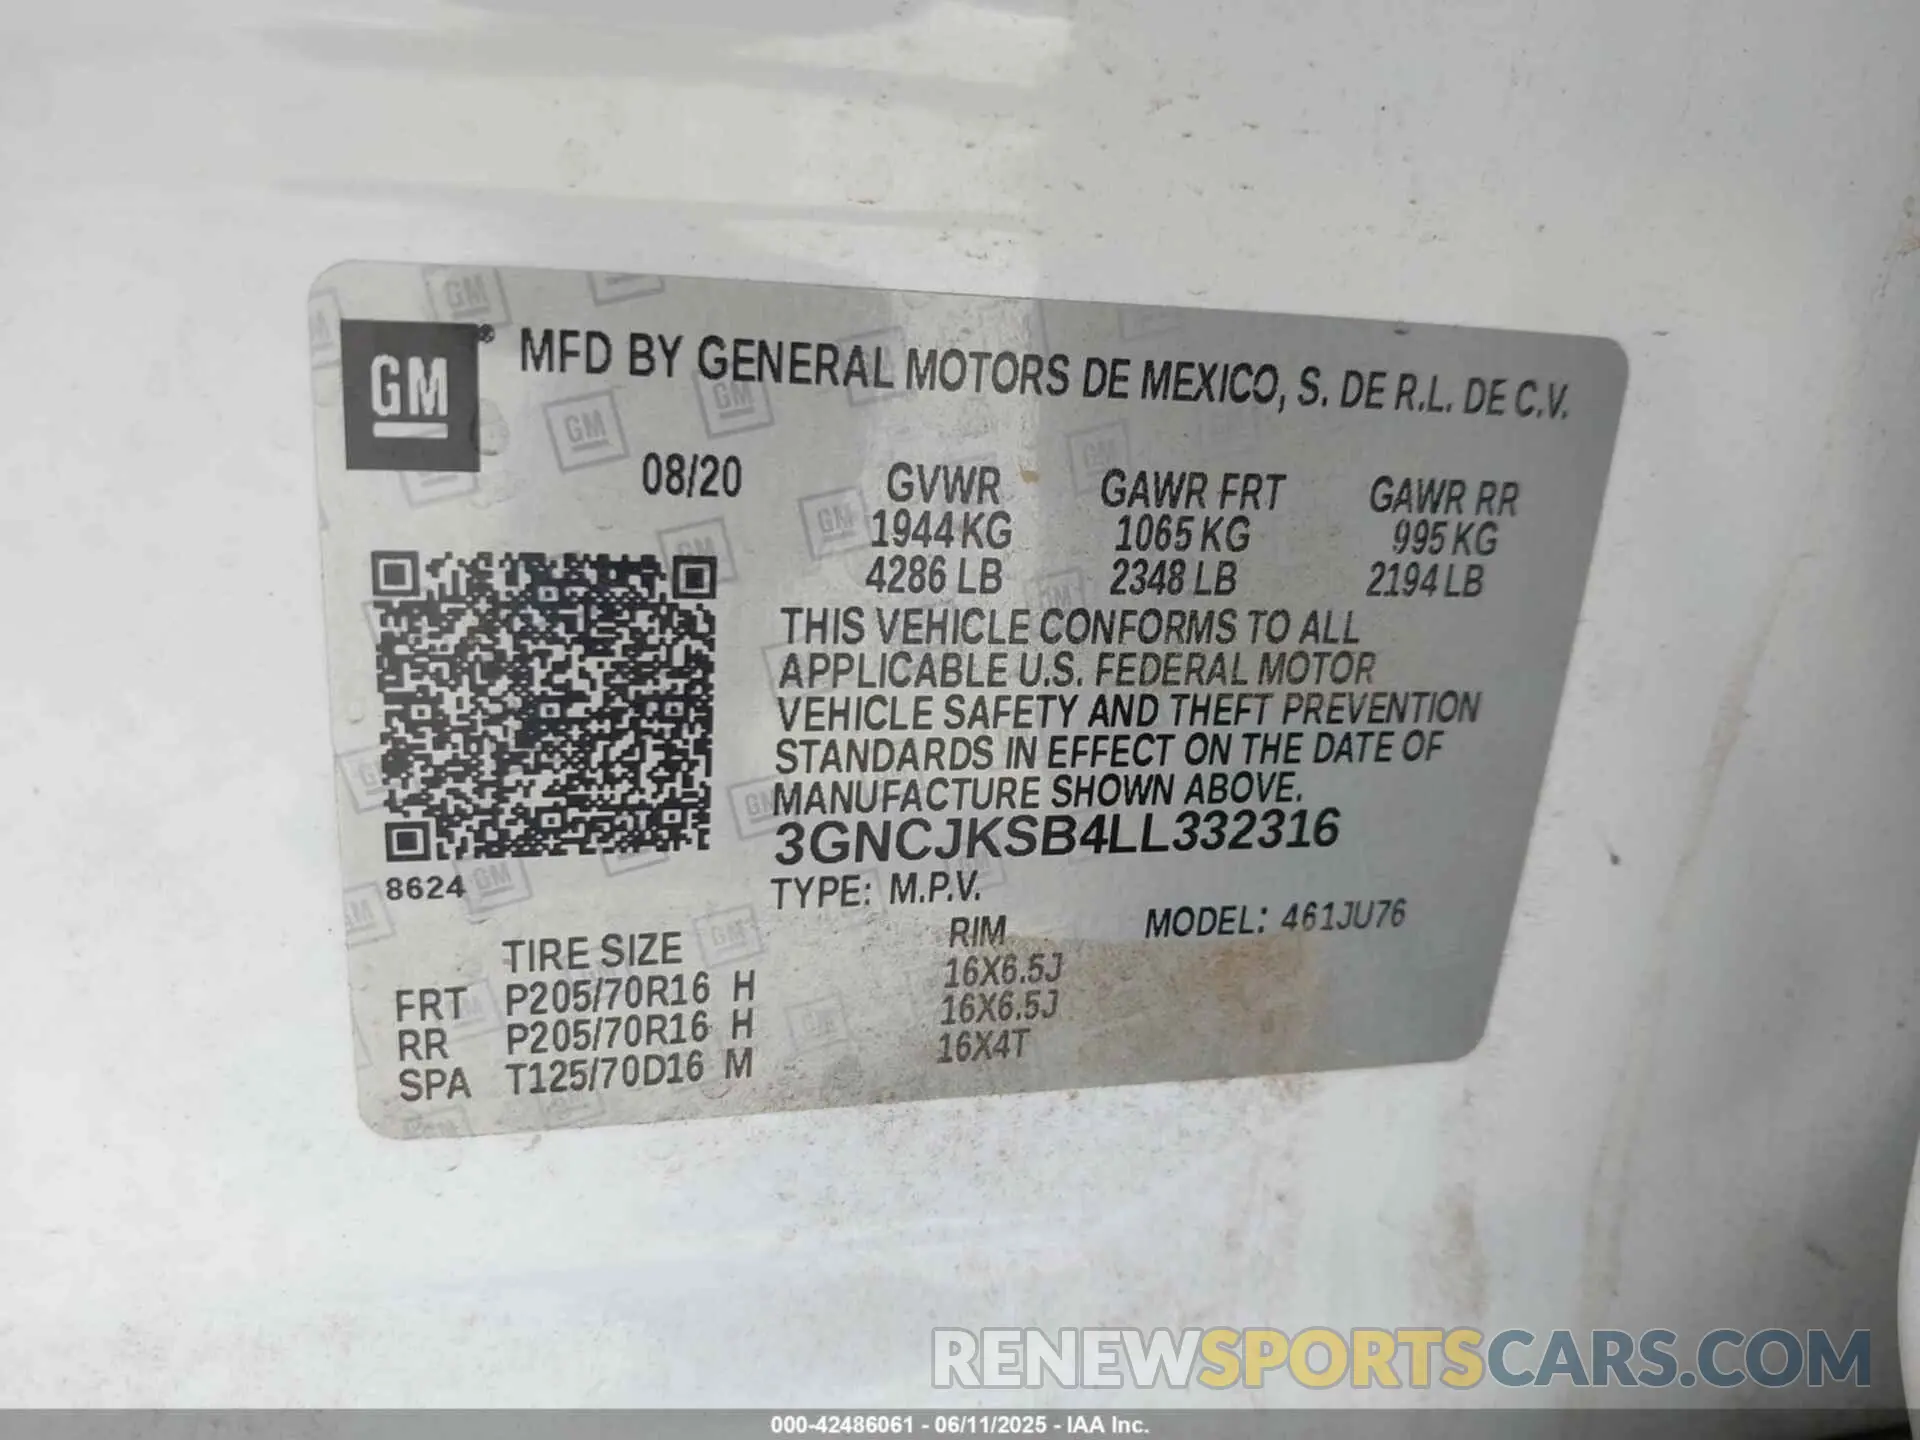 GM® MFD BY GENERAL MOTORS DE MEXICO, S. DE R.L. DE C.V.
08/20 GVWR GAWR FRT GAWR RR
1944 KG 1065 KG 995 KG
4286 LB 2348 LB 2194 LB
THIS VEHICLE CONFORMS TO ALL
APPLICABLE U.S. FEDERAL MOTOR
VEHICLE SAFETY AND THEFT PREVENTION
STANDARDS IN EFFECT ON THE DATE OF
MANUFACTURE SHOWN ABOVE.
3GNCJKSB4LL332316
8624 TYPE: M.P.V.
TIRE SIZE RIM MODEL: 461JU76
FRT P205/70R16 H 16X6.5J
RR P205/70R16 H 16X6.5J
SPA T125/70D16 M 16X4T
RENEWSPORTSCARS.COM
000-42486061 - 06/11/2025 - IAA Inc.